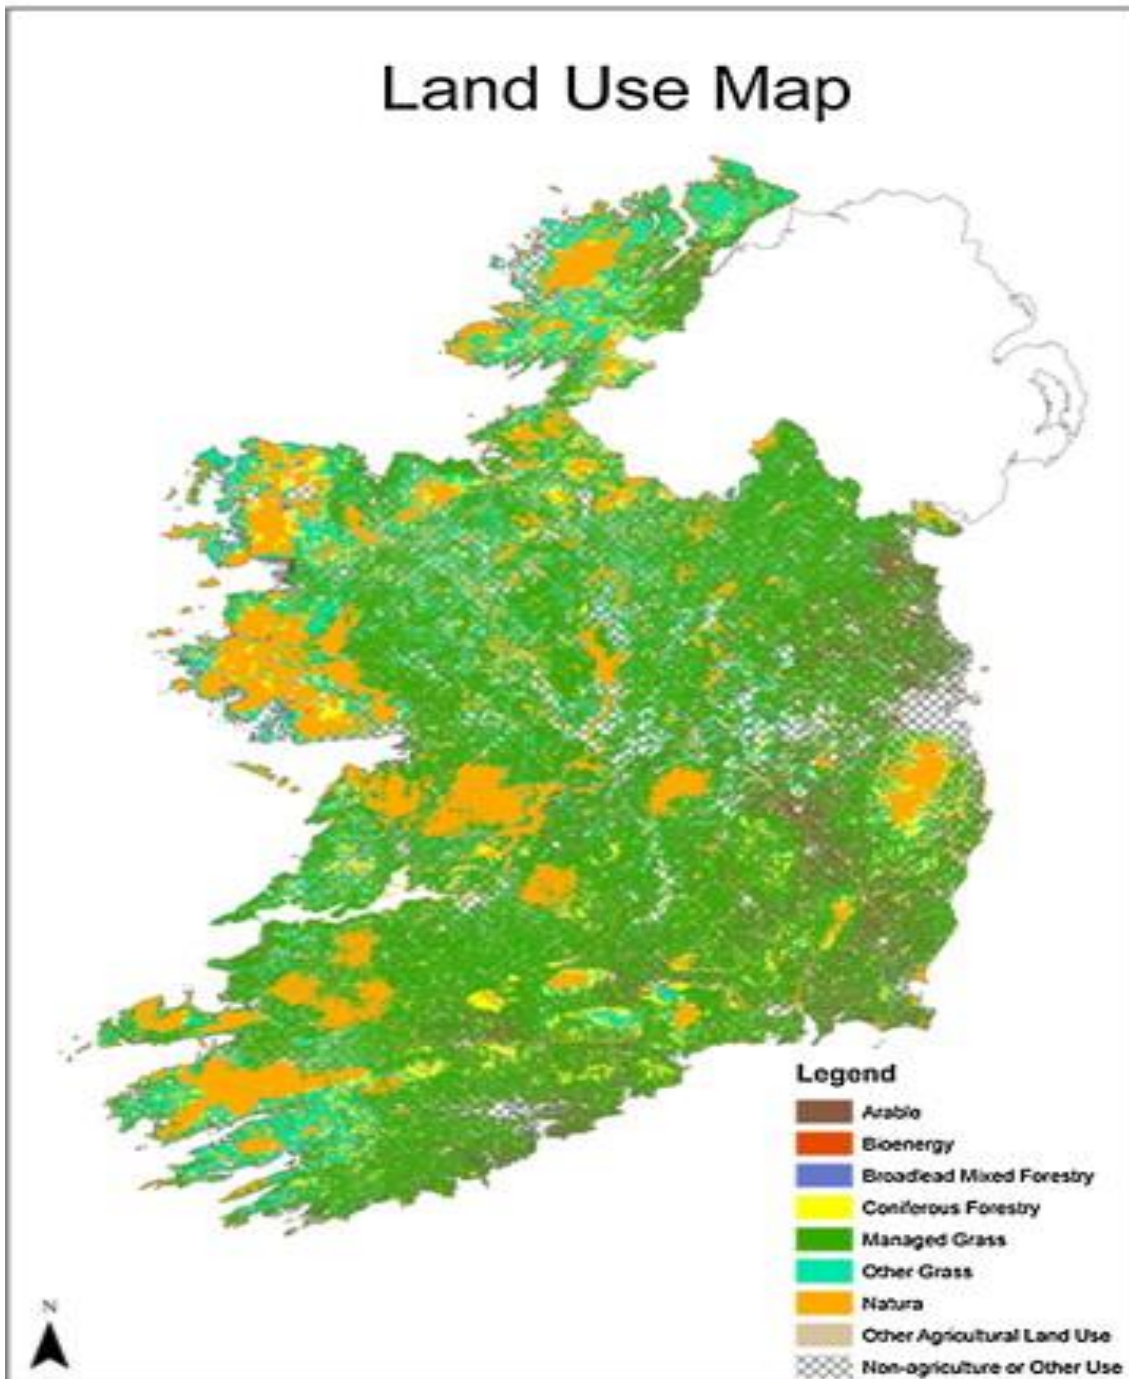 Land Use Map
Legend
Arable
Bioenergy
Broadlead Mixed Forestry
Coniferous Forestry
Managed Grass
Other Grass
Natura
Other Agricultural Land Use
Non-agriculture or Other Use
N